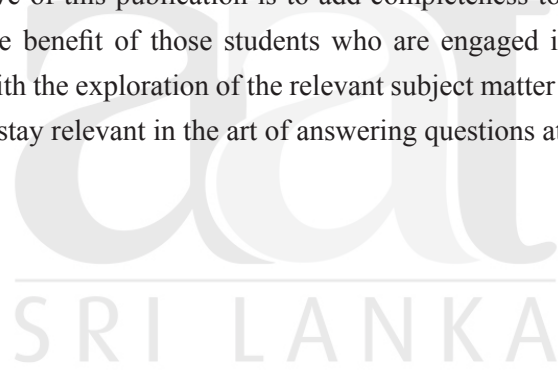 ve of this publication is to add completeness to
e benefit of those students who are engaged i
ith the exploration of the relevant subject matter
stay relevant in the art of answering questions at
aat
SRI LANKA